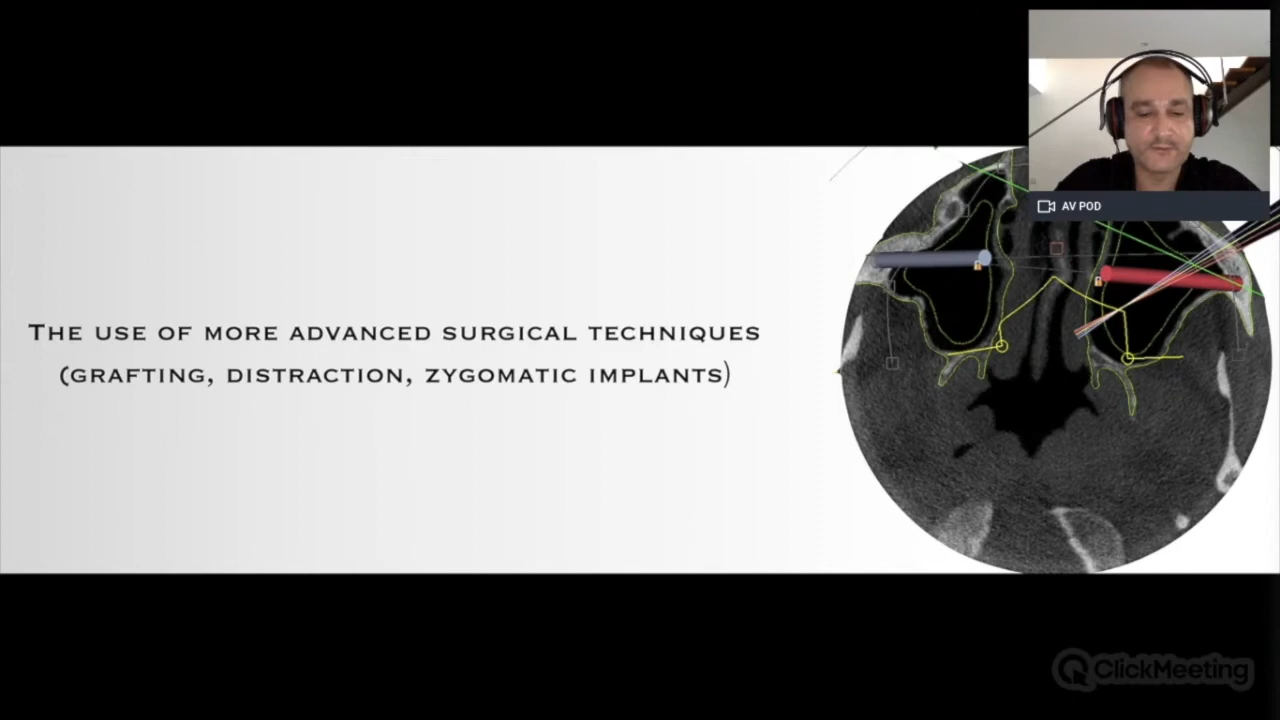 AV POD
THE USE OF MORE ADVANCED SURGICAL TECHNIQUES
(GRAFTING, DISTRACTION, ZYGOMATIC IMPLANTS)
ClickMeeting